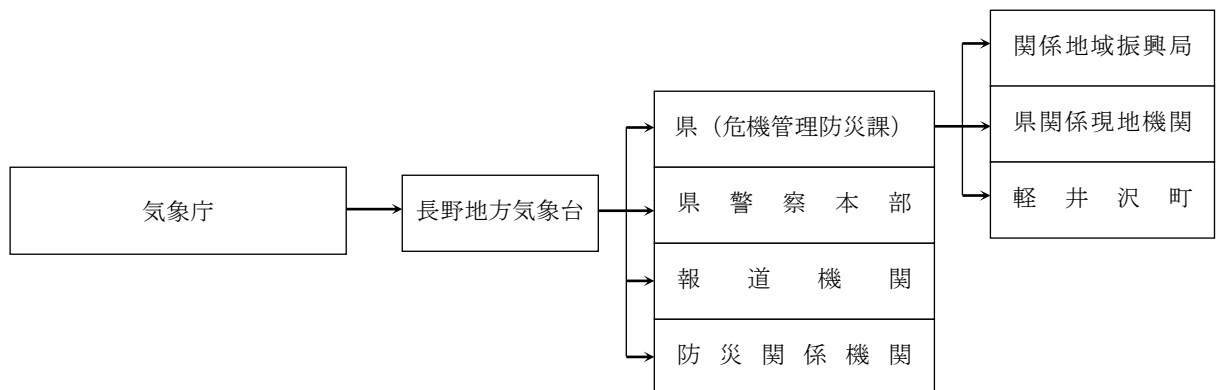 気象庁
長野地方気象台
県（危機管理防災課）
県警察本部
報道機関
防災関係機関
関係地域振興局
県関係現地機関
軽井沢町